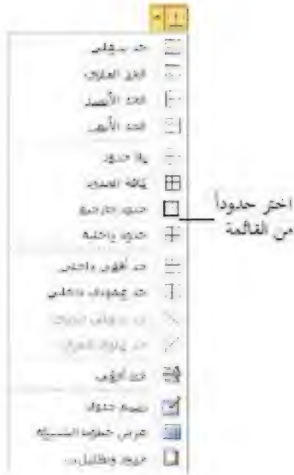 حد سفلي
الحد العلوي
الحد الأيسر
الحد الأيمن
بلا حدود
كافة الحدود
حدود خارجية
حدود داخلية
اختر حدوداً
من القائمة
حد أفقي داخلي
حد عمودي داخلي
خط أفقي
رسم جدول
عرض خطوط الشبكة
حدود وتظليل...